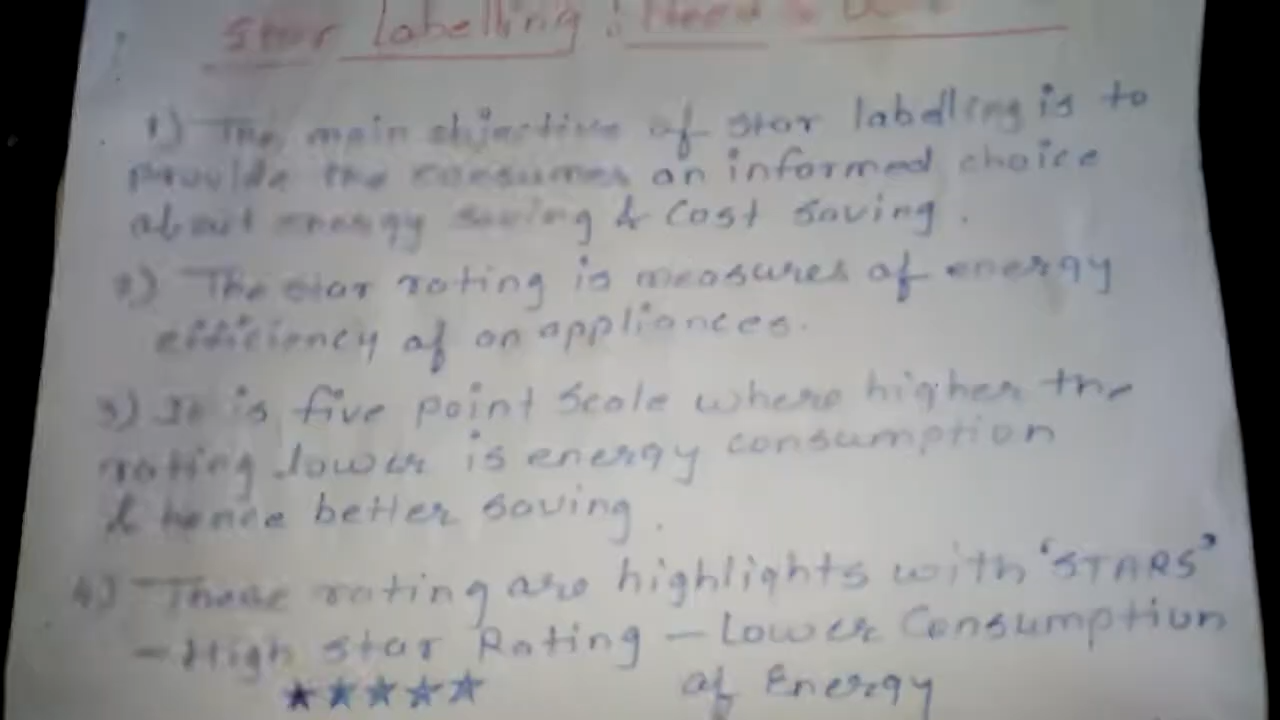 Star labelling : Need &
1) The main objective of star labelling is to
provide the consumer an informed choice
about energy saving & Cost saving.
2) The star rating is measures of energy
efficiency of an appliances.
3) It is five point Scale where higher the
rating lower is energy consumption
& hence better saving.
4) These rating are highlights with 'STARS'
- High Star Rating - Lower Consumption
★★★★★ of Energy